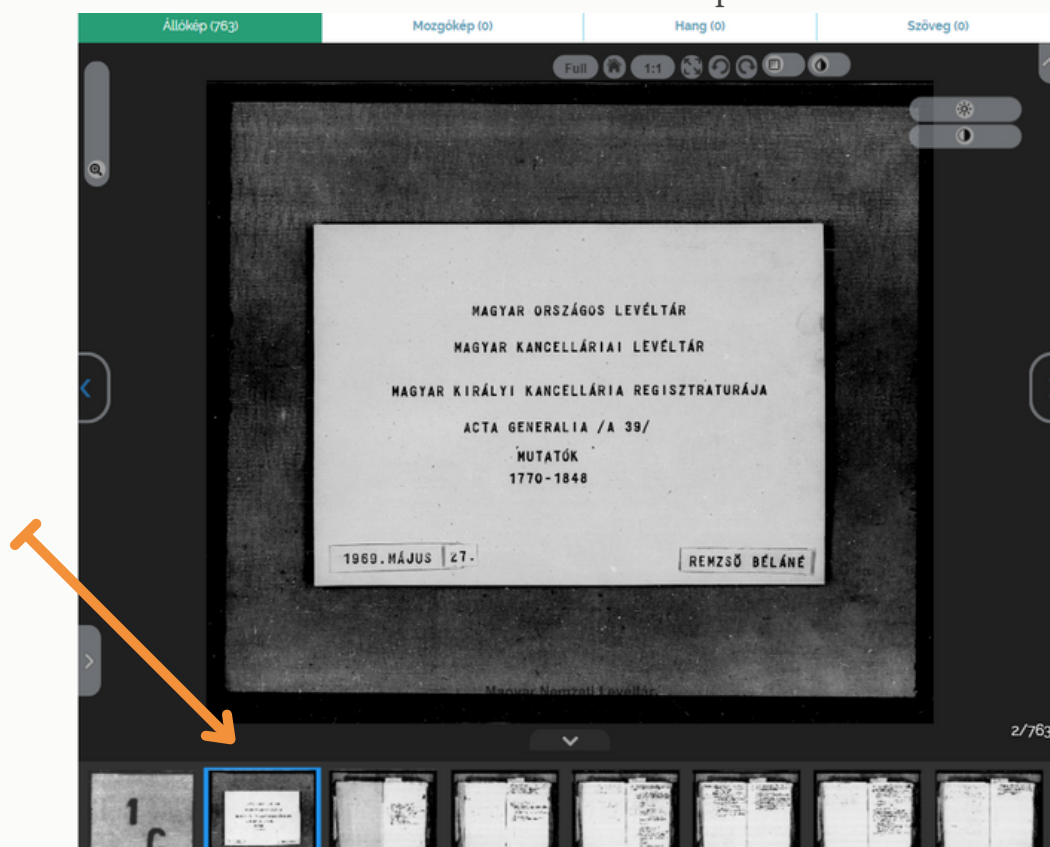 Állókép (763)
Mozgókép (0)
Hang (0)
Szöveg (0)
Full
1:1
MAGYAR ORSZÁGOS LEVÉLTÁR
MAGYAR KANCELLÁRIAI LEVÉLTÁR
MAGYAR KIRÁLYI KANCELLÁRIA REGISZTRATURÁJA
ACTA GENERALIA /A 39/
MUTATÓK
1770-1848
1969.MÁJUS 27.
REMZSŐ BÉLÁNÉ
Magyar Nemzeti Levéltár
2/763
1